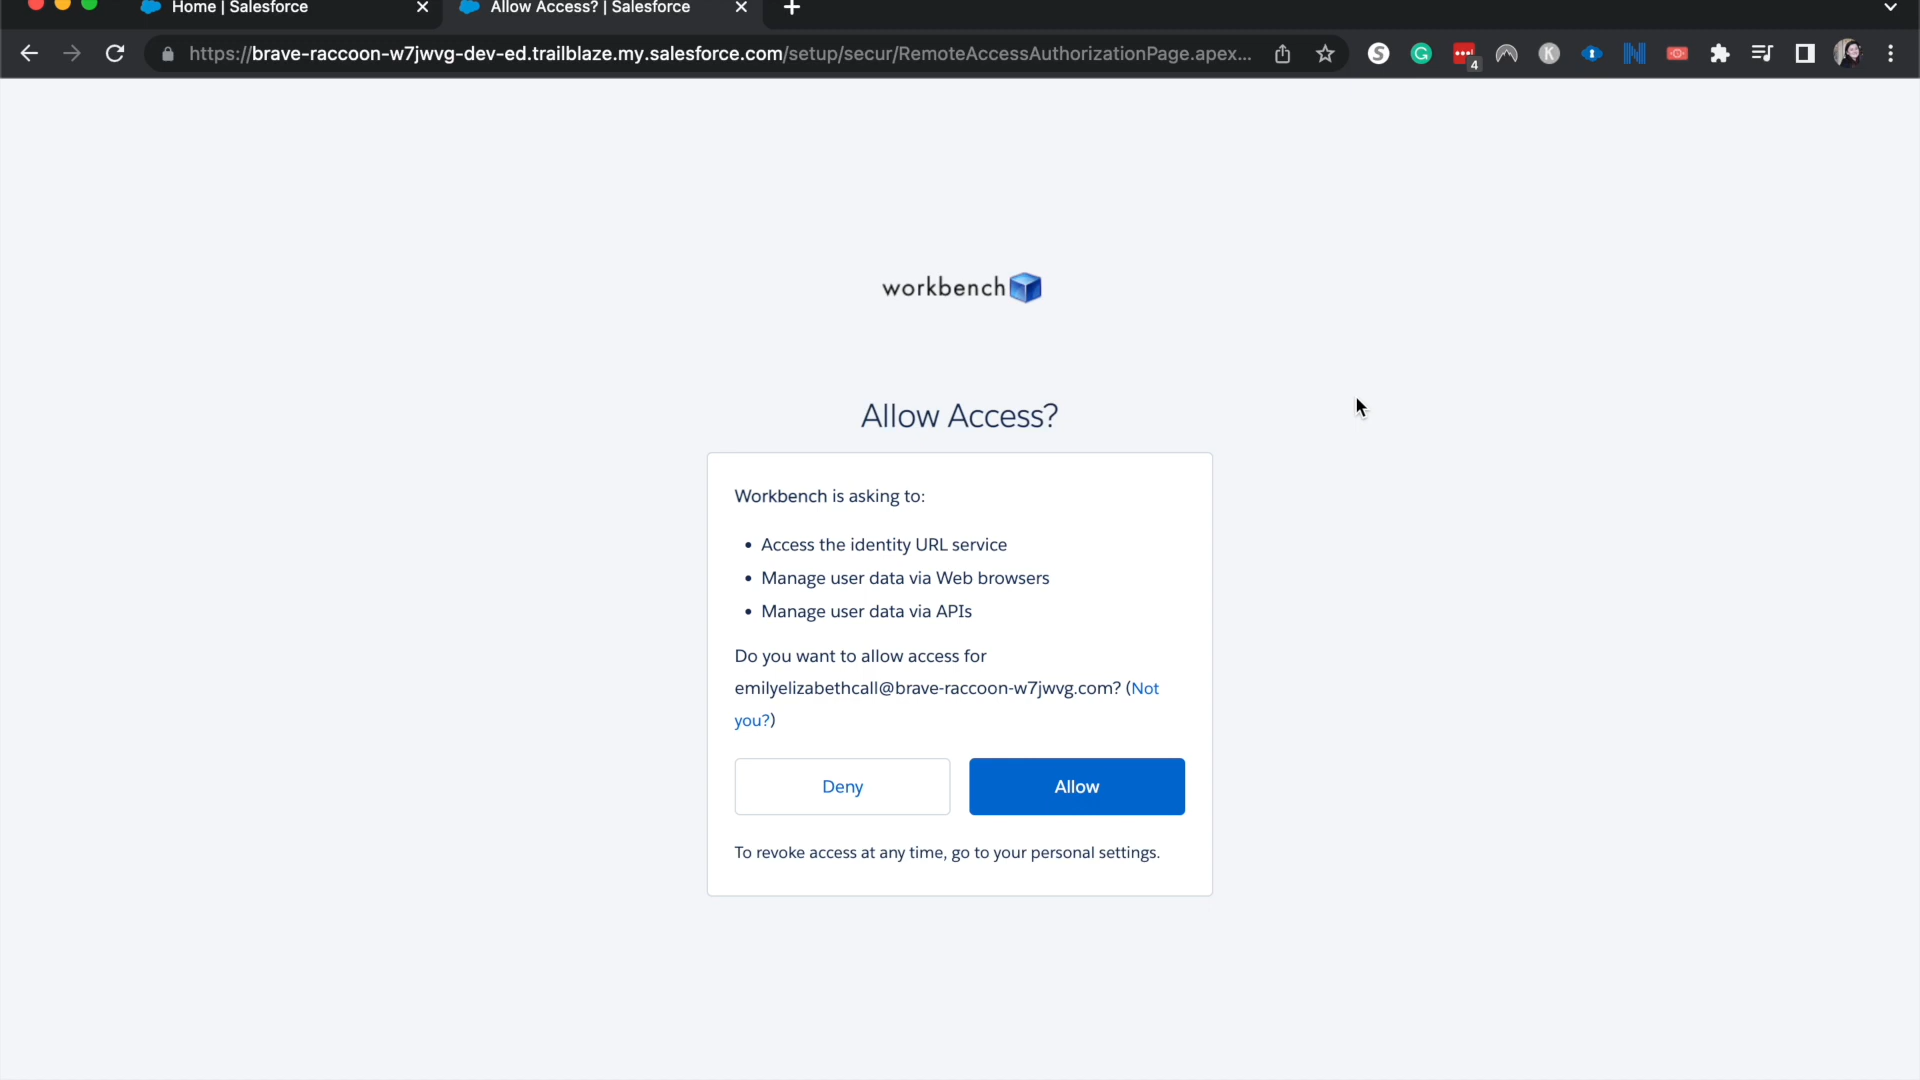 Home | Salesforce
Allow Access? | Salesforce
https://brave-raccoon-w7jwvg-dev-ed.trailblaze.my.salesforce.com/setup/secur/RemoteAccessAuthorizationPage.apex...
S
G
4
K
N
workbench
Allow Access?
Workbench is asking to:
• Access the identity URL service
• Manage user data via Web browsers
• Manage user data via APIs
Do you want to allow access for
emilyelizabethcall@brave-raccoon-w7jwvg.com? (Not
you?)
Deny
Allow
To revoke access at any time, go to your personal settings.